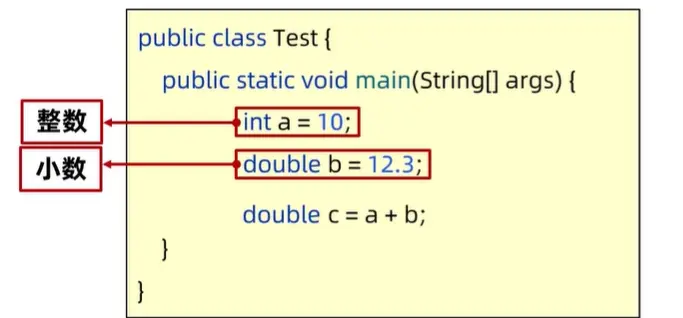 public class Test {
public static void main(String[] args) {
整数
int a = 10;
小数
double b = 12.3;
double c = a + b;
}
}